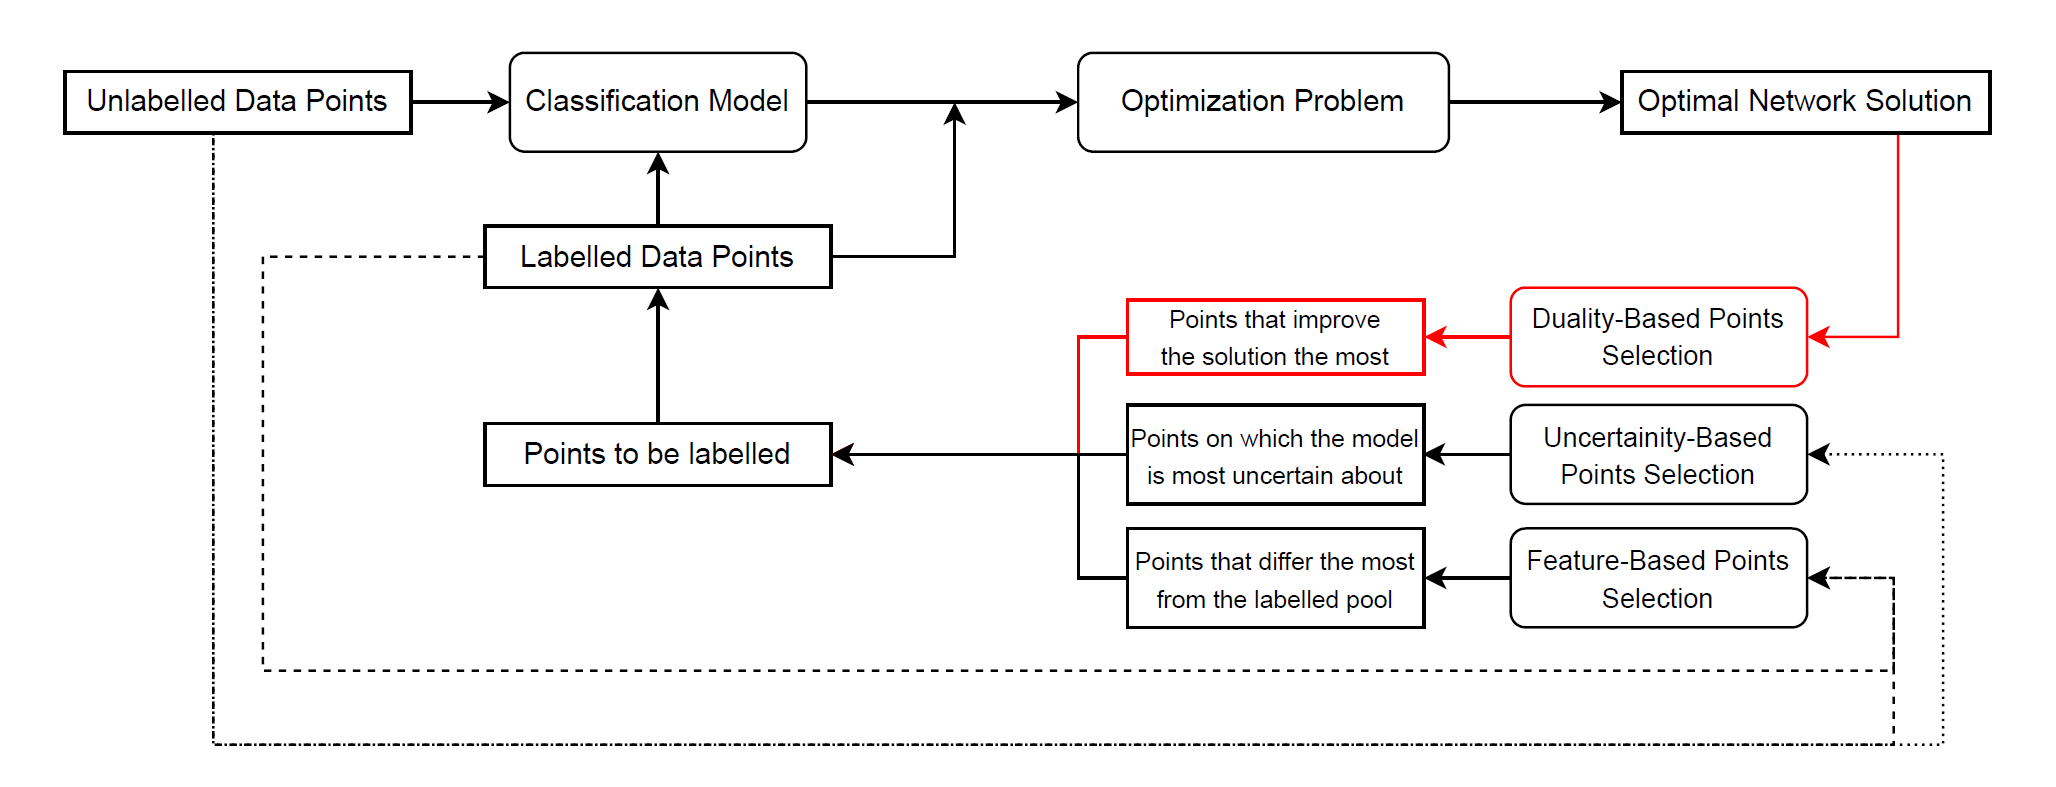 Unlabelled Data Points
Classification Model
Optimization Problem
Optimal Network Solution
Labelled Data Points
Points that improve
the solution the most
Duality-Based Points
Selection
Points to be labelled
Points on which the model
is most uncertain about
Uncertainity-Based
Points Selection
Points that differ the most
from the labelled pool
Feature-Based Points
Selection